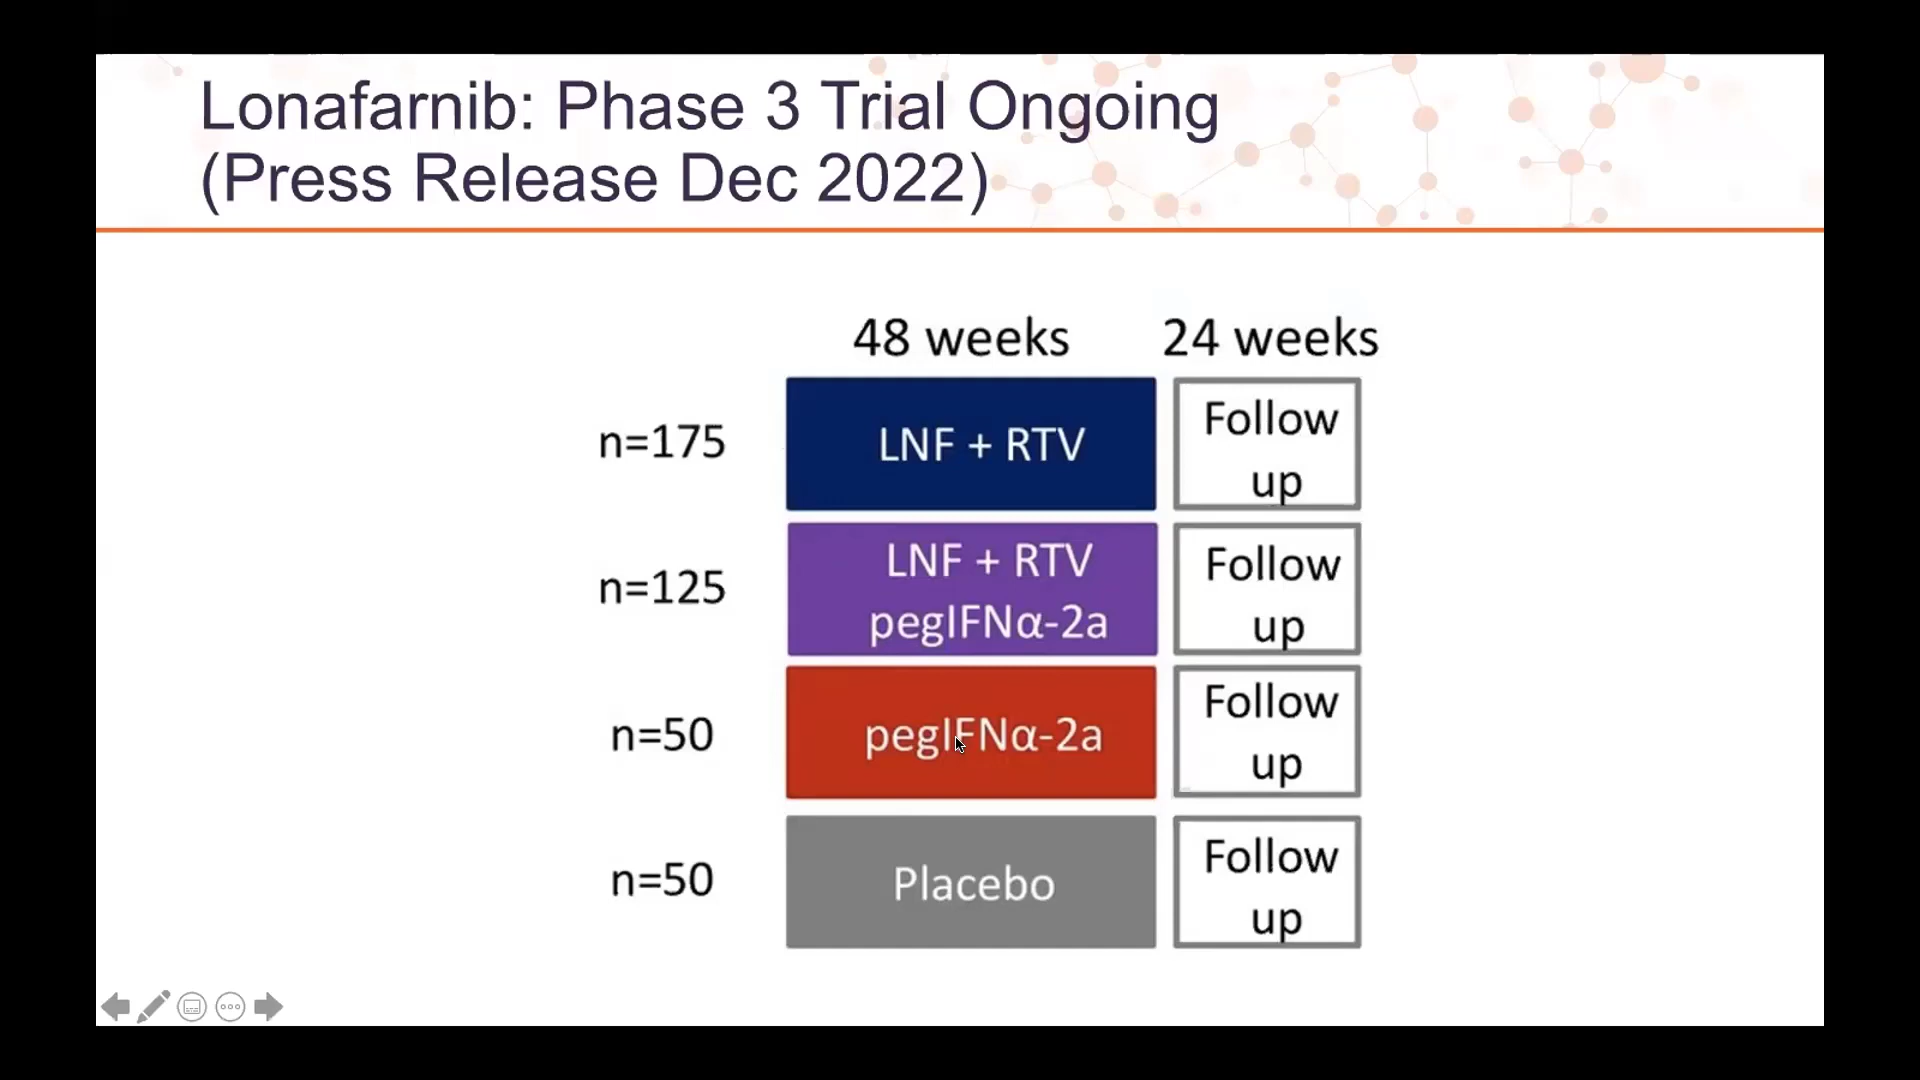 Lonafarnib: Phase 3 Trial Ongoing
(Press Release Dec 2022)
48 weeks
24 weeks
n=175
LNF + RTV
Follow
up
n=125
LNF + RTV
pegIFNα-2a
Follow
up
n=50
pegIFNα-2a
Follow
up
n=50
Placebo
Follow
up